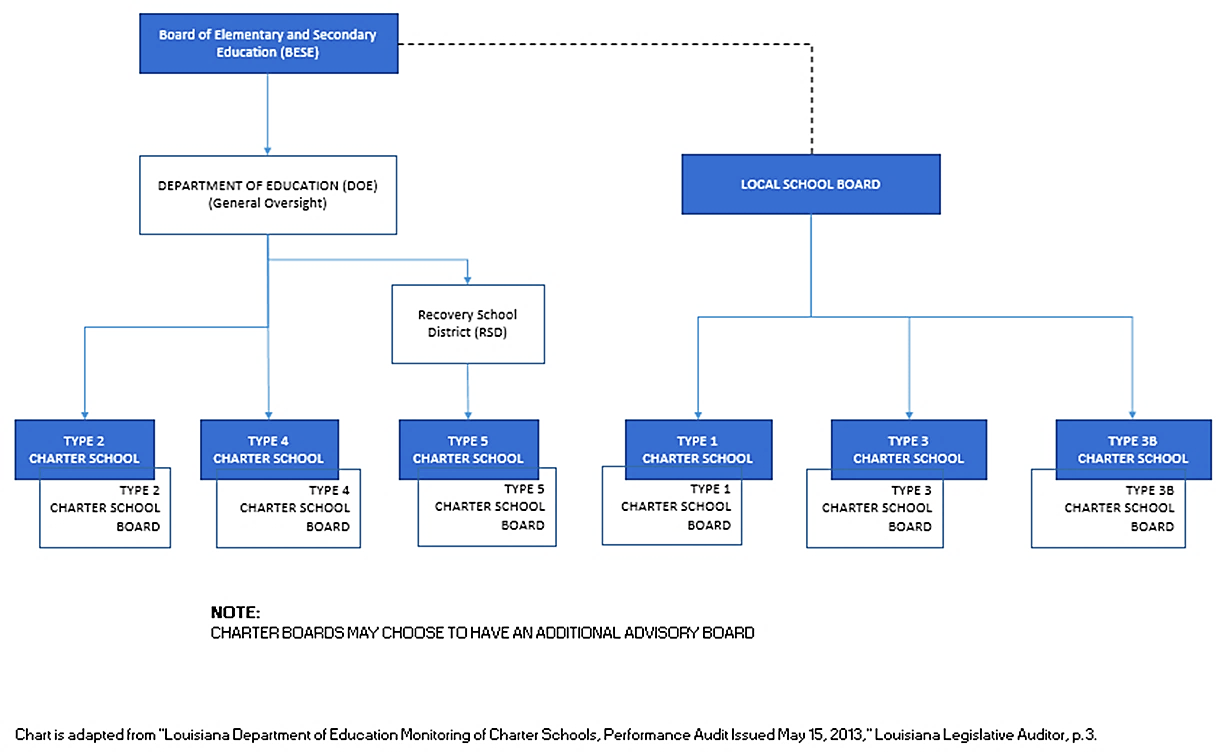 Board of Elementary and Secondary
Education (BESE)
DEPARTMENT OF EDUCATION (DOE)
(General Oversight)
LOCAL SCHOOL BOARD
Recovery School
District (RSD)
TYPE 2
CHARTER SCHOOL
TYPE 2
CHARTER SCHOOL
BOARD
TYPE 4
CHARTER SCHOOL
TYPE 4
CHARTER SCHOOL
BOARD
TYPE 5
CHARTER SCHOOL
TYPE 5
CHARTER SCHOOL
BOARD
TYPE 1
CHARTER SCHOOL
TYPE 1
CHARTER SCHOOL
BOARD
TYPE 3
CHARTER SCHOOL
TYPE 3
CHARTER SCHOOL
BOARD
TYPE 3B
CHARTER SCHOOL
TYPE 3B
CHARTER SCHOOL
BOARD
NOTE:
CHARTER BOARDS MAY CHOOSE TO HAVE AN ADDITIONAL ADVISORY BOARD
Chart is adapted from "Louisiana Department of Education Monitoring of Charter Schools, Performance Audit Issued May 15, 2013," Louisiana Legislative Auditor, p. 3.